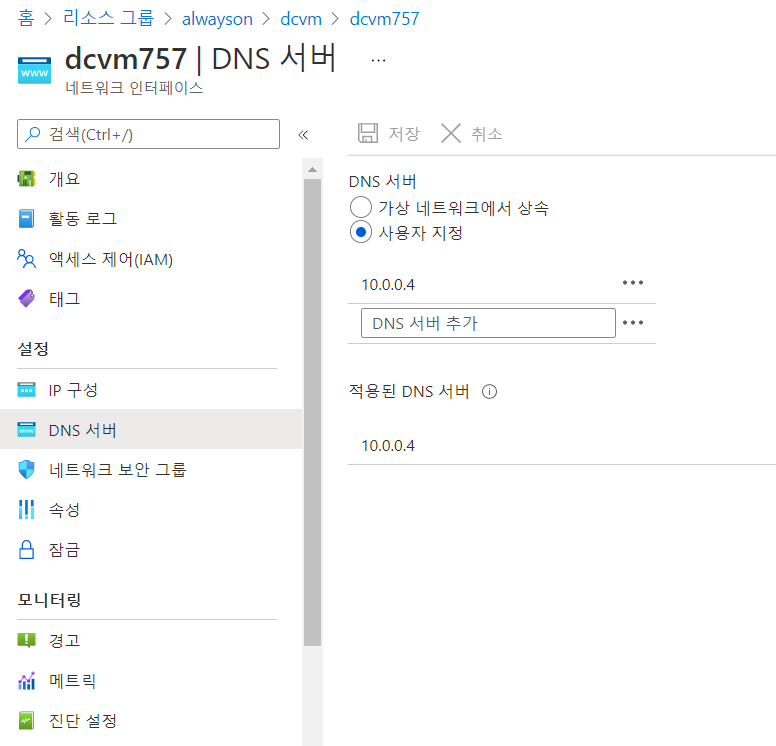 홈 > 리소스 그룹 > alwayson > dcvm > dcvm757
dcvm757 | DNS 서버 ...
www
네트워크 인터페이스
검색(Ctrl+/) «
개요
활동 로그
액세스 제어(IAM)
태그
설정
IP 구성
DNS 서버
네트워크 보안 그룹
속성
잠금
모니터링
경고
메트릭
진단 설정
저장 취소
DNS 서버
가상 네트워크에서 상속
사용자 지정
10.0.0.4 •••
DNS 서버 추가 •••
적용된 DNS 서버
10.0.0.4